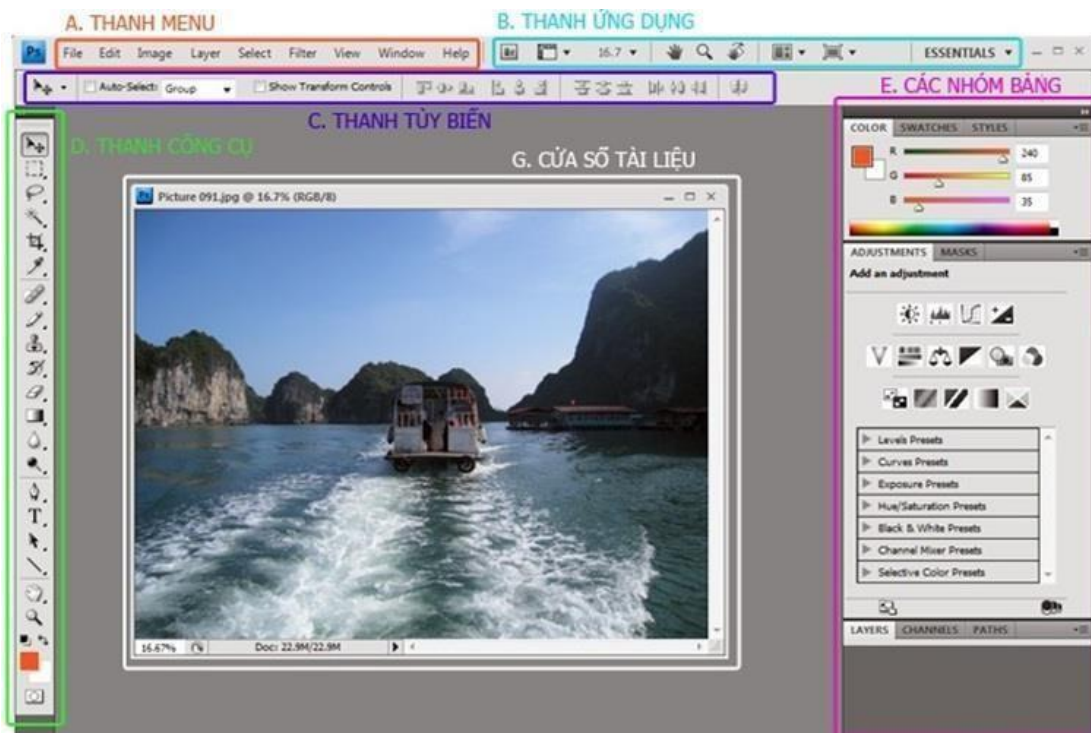 A. THANH MENU
B. THANH ỨNG DỤNG
Ps File Edit Image Layer Select Filter View Window Help
Br 16.7 ESSENTIALS
Auto-Select: Group Show Transform Controls
E. CÁC NHÓM BẢNG
C. THANH TÙY BIẾN
D. THANH CÔNG CỤ
G. CỬA SỔ TÀI LIỆU
Ps Picture 091.jpg @ 16.7% (RGB/8)
16.67% Doc: 22.9M/22.9M
T
COLOR SWATCHES STYLES
R 240
G 85
B 35
ADJUSTMENTS MASKS
Add an adjustment
V
Levels Presets
Curves Presets
Exposure Presets
Hue/Saturation Presets
Black & White Presets
Channel Mixer Presets
Selective Color Presets
LAYERS CHANNELS PATHS